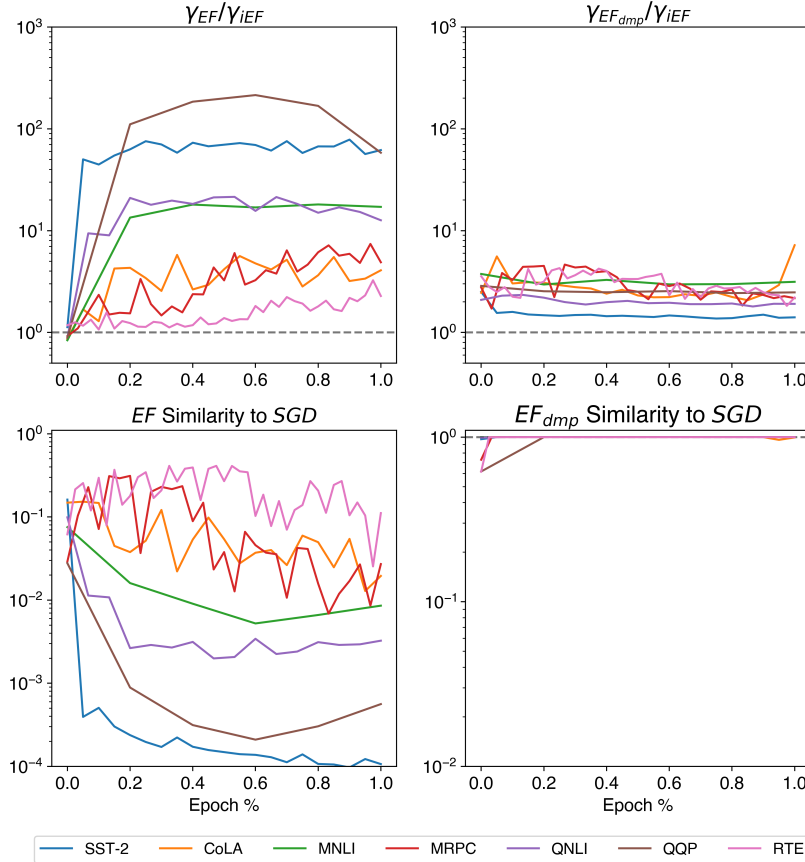 γEF/γiEF
γEFdmp/γiEF
10³
10²
10¹
10⁰
0.0 0.2 0.4 0.6 0.8 1.0
10³
10²
10¹
10⁰
0.0 0.2 0.4 0.6 0.8 1.0
EF Similarity to SGD
EFdmp Similarity to SGD
10⁰
10⁻¹
10⁻²
10⁻³
10⁻⁴
0.0 0.2 0.4 0.6 0.8 1.0
Epoch %
10⁰
10⁻¹
10⁻²
0.0 0.2 0.4 0.6 0.8 1.0
Epoch %
SST-2 CoLA MNLI MRPC QNLI QQP RTE